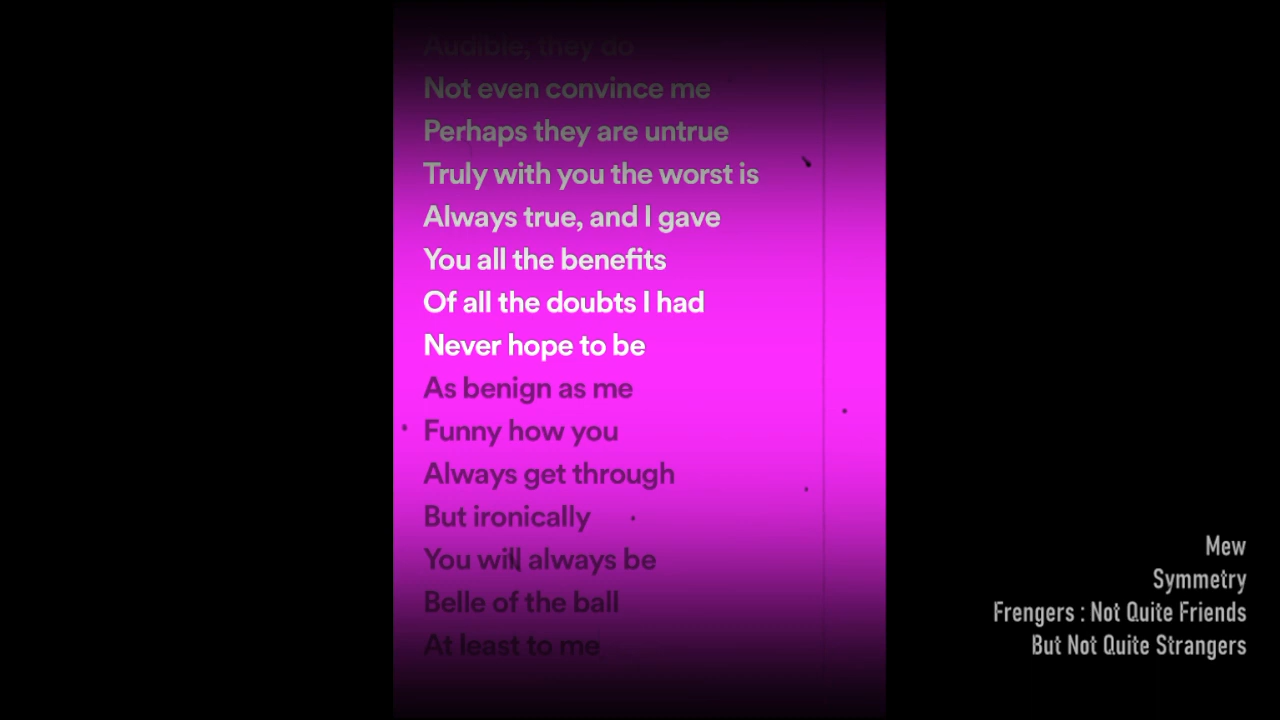 Audible, they do
Not even convince me
Perhaps they are untrue
Truly with you the worst is
Always true, and I gave
You all the benefits
Of all the doubts I had
Never hope to be
As benign as me
Funny how you
Always get through
But ironically
You will always be
Belle of the ball
At least to me
Mew
Symmetry
Frengers : Not Quite Friends
But Not Quite Strangers